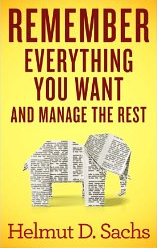 REMEMBER
EVERYTHING
YOU WANT
AND MANAGE THE REST
Helmut D. Sachs